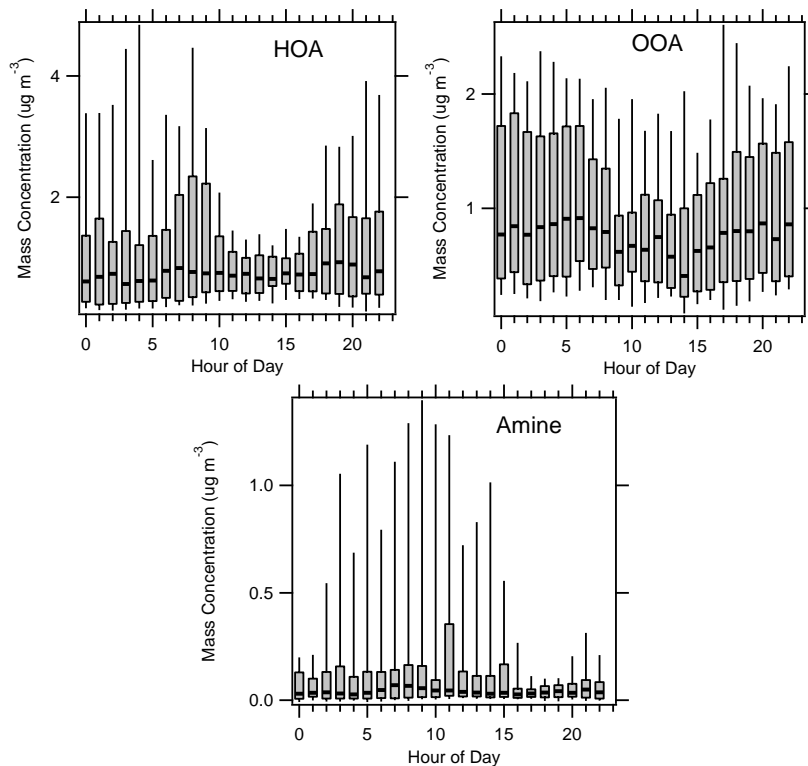 HOA
Mass Concentration (ug m-3)
4
2
0 5 10 15 20
Hour of Day
OOA
Mass Concentration (ug m-3)
2
1
0 5 10 15 20
Hour of Day
Amine
Mass Concentration (ug m-3)
1.0
0.5
0.0
0 5 10 15 20
Hour of Day